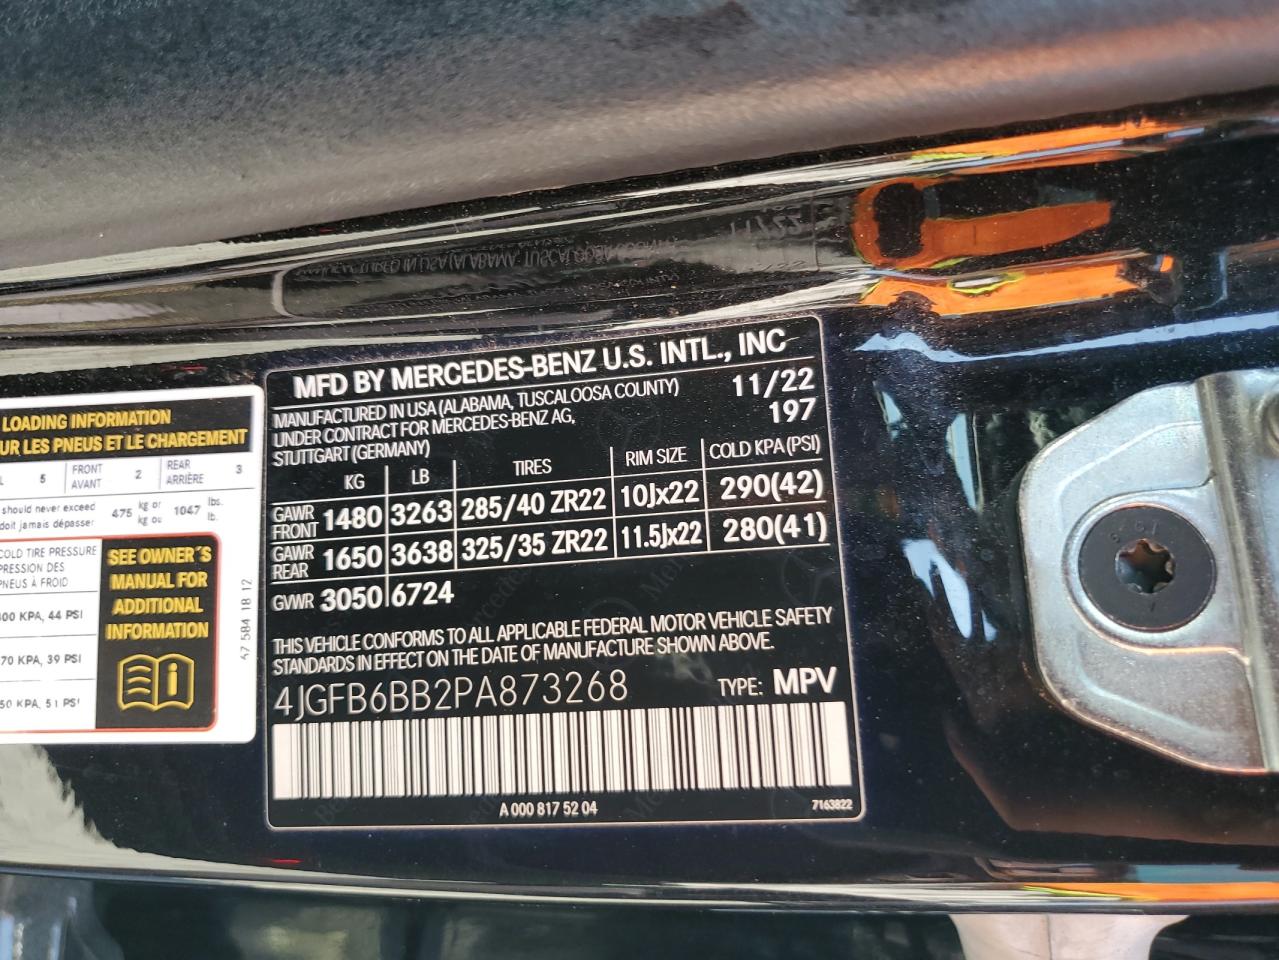 LOADING INFORMATION
UR LES PNEUS ET LE CHARGEMENT
5
FRONT
AVANT
2
REAR
ARRIÈRE
3
should never exceed
doit jamais dépasser
475
kg or
kg ou
1047
lbs.
lb.
COLD TIRE PRESSURE
PRESSION DES
PNEUS À FROID
00 KPA, 44 PSI
70 KPA, 39 PSI
50 KPA, 51 PSI
SEE OWNER'S
MANUAL FOR
ADDITIONAL
INFORMATION
47 584 18 12
MFD BY MERCEDES-BENZ U.S. INTL., INC
MANUFACTURED IN USA (ALABAMA, TUSCALOOSA COUNTY) 11/22
UNDER CONTRACT FOR MERCEDES-BENZ AG, 197
STUTTGART (GERMANY)
KG LB TIRES RIM SIZE COLD KPA (PSI)
GAWR
FRONT 1480 3263 285/40 ZR22 10Jx22 290(42)
GAWR
REAR 1650 3638 325/35 ZR22 11.5Jx22 280(41)
GWR 3050 6724
THIS VEHICLE CONFORMS TO ALL APPLICABLE FEDERAL MOTOR VEHICLE SAFETY
STANDARDS IN EFFECT ON THE DATE OF MANUFACTURE SHOWN ABOVE.
4JGFB6BB2PA873268 TYPE: MPV
A 000 817 52 04
7163822